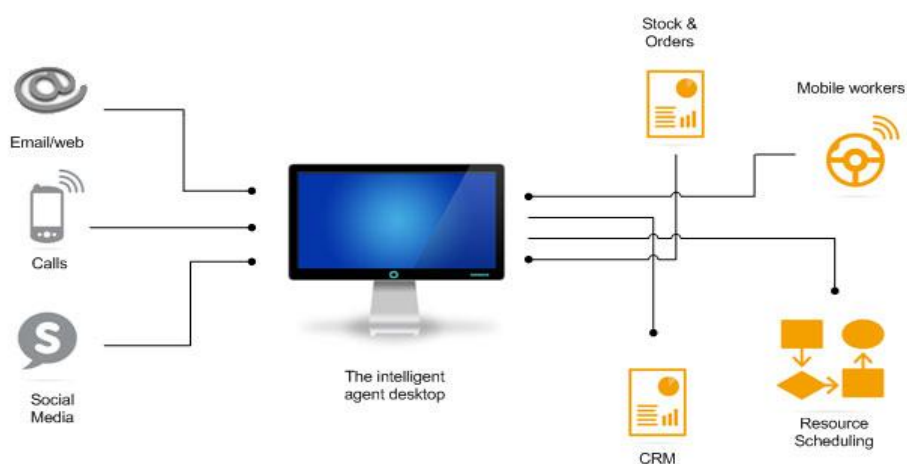 Stock &
Orders
Mobile workers
Email/web
Calls
Social
Media
The intelligent
agent desktop
CRM
Resource
Scheduling